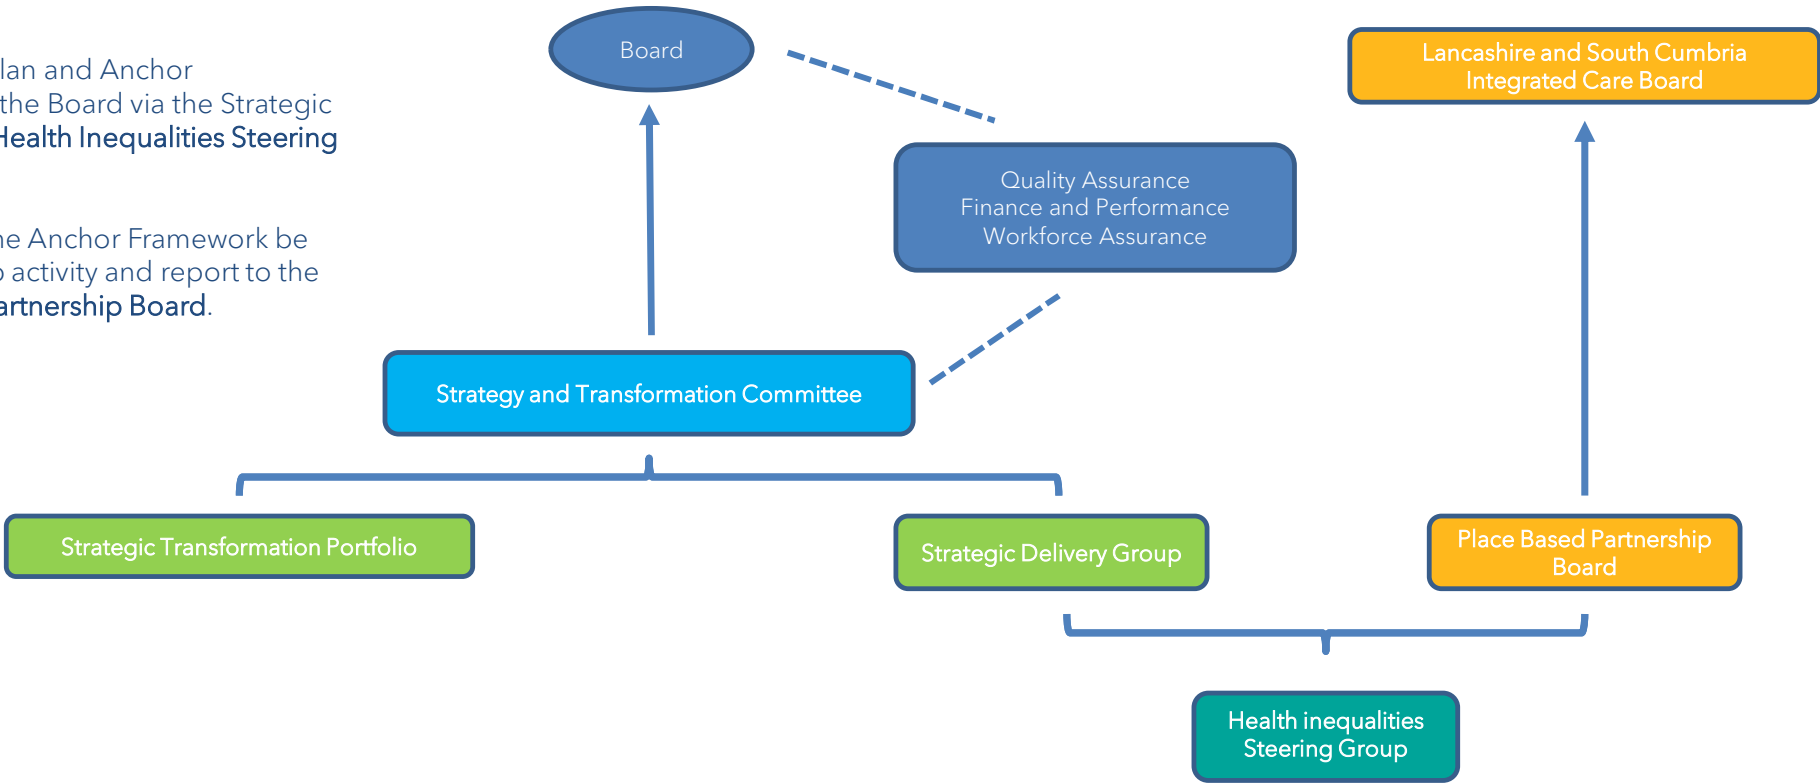 lan and Anchor
the Board via the Strategic
Health Inequalities Steering
ne Anchor Framework be
activity and report to the
artnership Board.
Board
Lancashire and South Cumbria
Integrated Care Board
Quality Assurance
Finance and Performance
Workforce Assurance
Strategy and Transformation Committee
Strategic Transformation Portfolio
Strategic Delivery Group
Place Based Partnership
Board
Health inequalities
Steering Group